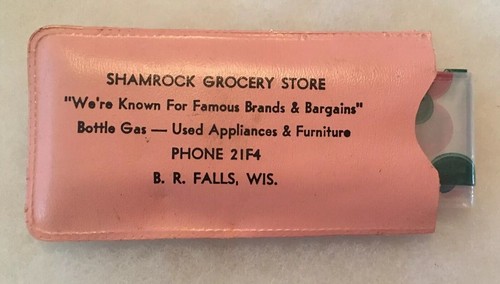 SHAMROCK GROCERY STORE
"We're Known For Famous Brands & Bargains"
Bottle Gas — Used Appliances & Furniture
PHONE 21F4
B. R. FALLS, WIS.